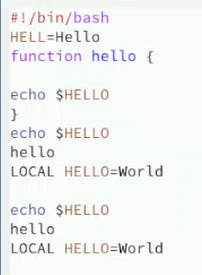 #!/bin/bash
HELL=Hello
function hello {
echo $HELLO
}
echo $HELLO
hello
LOCAL HELLO=World
echo $HELLO
hello
LOCAL HELLO=World